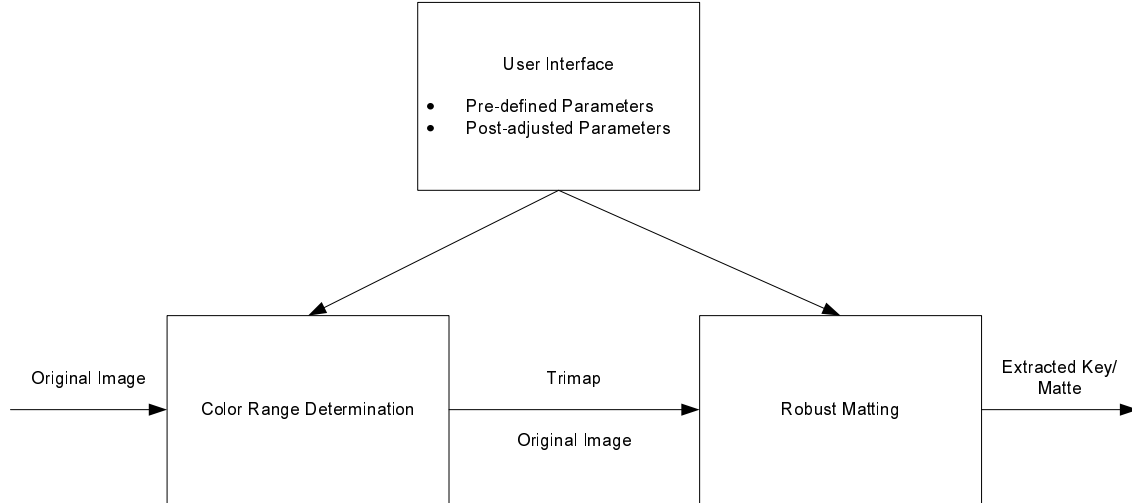 User Interface
• Pre-defined Parameters
• Post-adjusted Parameters
Original Image
Color Range Determination
Trimap
Original Image
Robust Matting
Extracted Key/
Matte